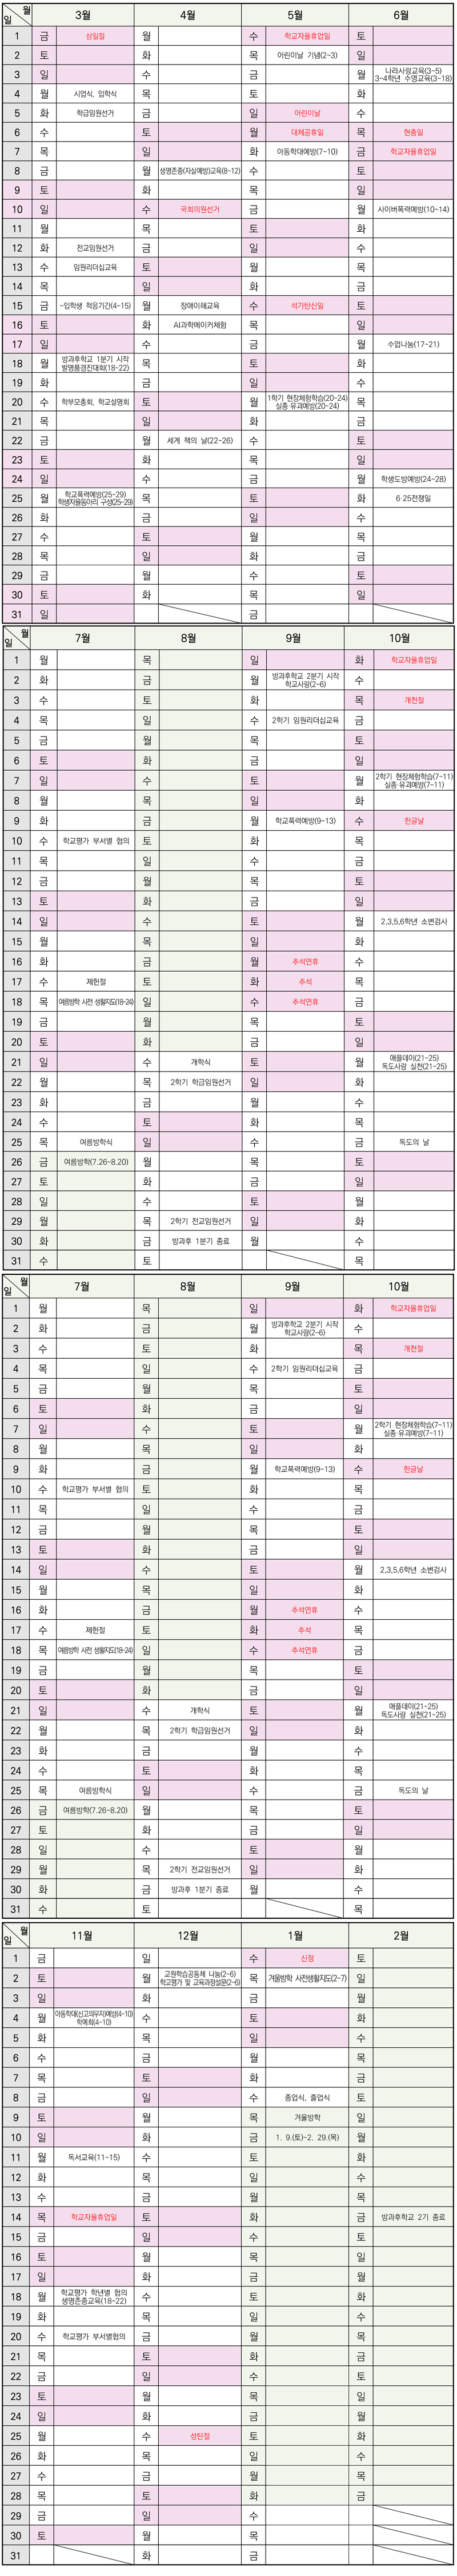 월
일 3월 4월 5월 6월
1 금 삼일절 월 수 학교자율휴업일 토
2 토 화 목 어린이날 기념(2~3) 일
3 일 수 금 월 나라사랑교육(3~5)
3~4학년 수영교육(3~18)
4 월 시업식, 입학식 목 토 화
5 화 학급임원선거 금 일 어린이날 수
6 수 토 월 대체공휴일 목 현충일
7 목 일 화 아동학대예방(7~10) 금 학교자율휴업일
8 금 월 생명존중(자살예방)교육(8~12) 수 토
9 토 화 목 일
10 일 수 국회의원선거 금 월 사이버폭력예방(10~14)
11 월 목 토 화
12 화 전교임원선거 금 일 수
13 수 임원리더십교육 토 월 목
14 목 일 화 금
15 금 ~입학생 적응기간(4~15) 월 장애이해교육 수 석가탄신일 토
16 토 화 AI과학메이커체험 목 일
17 일 수 금 월 수업나눔(17~21)
18 월 방과후학교 1분기 시작
발명품경진대회(18~22) 목 토 화
19 화 금 일 수
20 수 학부모총회, 학교설명회 토 월 1학기 현장체험학습(20~24)
실종·유괴예방(20~24) 목
21 목 일 화 금
22 금 월 세계 책의 날(22~26) 수 토
23 토 화 목 일
24 일 수 금 월 학생도박예방(24~28)
25 월 학교폭력예방(25~29)
학생자율동아리 구성(25~29) 목 토 화 6·25전쟁일
26 화 금 일 수
27 수 토 월 목
28 목 일 화 금
29 금 월 수 토
30 토 화 목 일
31 일 금
월
일 7월 8월 9월 10월
1 월 목 일 화 학교자율휴업일
2 화 금 월 방과후학교 2분기 시작
학교사랑(2~6) 수
3 수 토 화 목 개천절
4 목 일 수 2학기 임원리더십교육 금
5 금 월 목 토
6 토 화 금 일
7 일 수 토 월 2학기 현장체험학습(7~11)
실종·유괴예방(7~11)
8 월 목 일 화
9 화 금 월 학교폭력예방(9~13) 수 한글날
10 수 학교평가 부서별 협의 토 화 목
11 목 일 수 금
12 금 월 목 토
13 토 화 금 일
14 일 수 토 월 2,3,5,6학년 소변검사
15 월 목 일 화
16 화 금 월 추석연휴 수
17 수 제헌절 토 화 추석 목
18 목 여름방학 사전 생활지도(18~24) 일 수 추석연휴 금
19 금 월 목 토
20 토 화 금 일
21 일 수 개학식 토 월 애플데이(21~25)
독도사랑 실천(21~25)
22 월 목 2학기 학급임원선거 일 화
23 화 금 월 수
24 수 토 화 목
25 목 여름방학식 일 수 금 독도의 날
26 금 여름방학(7.26~8.20) 월 목 토
27 토 화 금 일
28 일 수 토 월
29 월 목 2학기 전교임원선거 일 화
30 화 금 방과후 1분기 종료 월 수
31 수 토 목
월
일 7월 8월 9월 10월
1 월 목 일 화 학교자율휴업일
2 화 금 월 방과후학교 2분기 시작
학교사랑(2~6) 수
3 수 토 화 목 개천절
4 목 일 수 2학기 임원리더십교육 금
5 금 월 목 토
6 토 화 금 일
7 일 수 토 월 2학기 현장체험학습(7~11)
실종·유괴예방(7~11)
8 월 목 일 화
9 화 금 월 학교폭력예방(9~13) 수 한글날
10 수 학교평가 부서별 협의 토 화 목
11 목 일 수 금
12 금 월 목 토
13 토 화 금 일
14 일 수 토 월 2,3,5,6학년 소변검사
15 월 목 일 화
16 화 금 월 추석연휴 수
17 수 제헌절 토 화 추석 목
18 목 여름방학 사전 생활지도(18~24) 일 수 추석연휴 금
19 금 월 목 토
20 토 화 금 일
21 일 수 개학식 토 월 애플데이(21~25)
독도사랑 실천(21~25)
22 월 목 2학기 학급임원선거 일 화
23 화 금 월 수
24 수 토 화 목
25 목 여름방학식 일 수 금 독도의 날
26 금 여름방학(7.26~8.20) 월 목 토
27 토 화 금 일
28 일 수 토 월
29 월 목 2학기 전교임원선거 일 화
30 화 금 방과후 1분기 종료 월 수
31 수 토 목
월
일 11월 12월 1월 2월
1 금 일 수 신정 토
2 토 월 교원학습공동체 나눔(2~6)
학교평가 및 교육과정설문(2~6) 목 겨울방학 사전생활지도(2~7) 일
3 일 화 금 월
4 월 아동학대(신고의무자)예방(4~10)
학예회(4~10) 수 토 화
5 화 목 일 수
6 수 금 월 목
7 목 토 화 금
8 금 일 수 종업식, 졸업식 토
9 토 월 목 겨울방학 일
10 일 화 금 1. 9.(토)~2. 29.(목) 월
11 월 독서교육(11~15) 수 토 화
12 화 목 일 수
13 수 금 월 목
14 목 학교자율휴업일 토 화 금 방과후학교 2기 종료
15 금 일 수 토
16 토 월 목 일
17 일 화 금 월
18 월 학교평가 학년별 협의
생명존중교육(18~22) 수 토 화
19 화 목 일 수
20 수 학교평가 부서별협의 금 월 목
21 목 토 화 금
22 금 일 수 토
23 토 월 목 일
24 일 화 금 월
25 월 수 성탄절 토 화
26 화 목 일 수
27 수 금 월 목
28 목 토 화 금
29 금 일 수
30 토 월 목
31 화 금